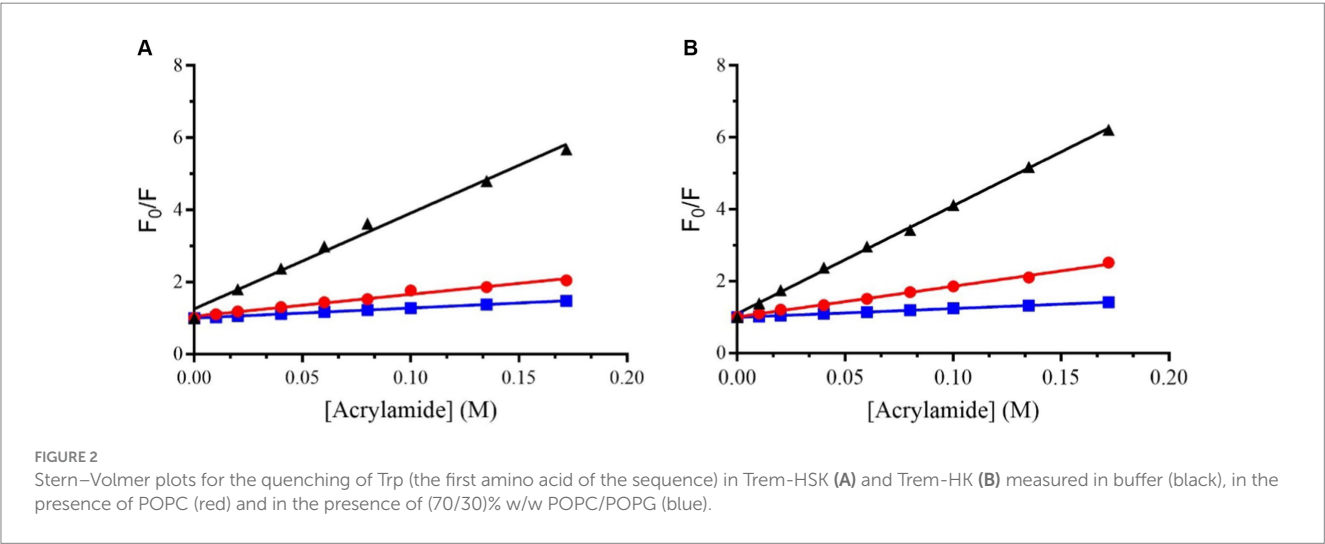 A
B
8
6
4
2
0
F0/F
0.00 0.05 0.10 0.15 0.20
[Acrylamide] (M)
8
6
4
2
0
F0/F
0.00 0.05 0.10 0.15 0.20
[Acrylamide] (M)
FIGURE 2
Stern–Volmer plots for the quenching of Trp (the first amino acid of the sequence) in Trem-HSK (A) and Trem-HK (B) measured in buffer (black), in the
presence of POPC (red) and in the presence of (70/30)% w/w POPC/POPG (blue).